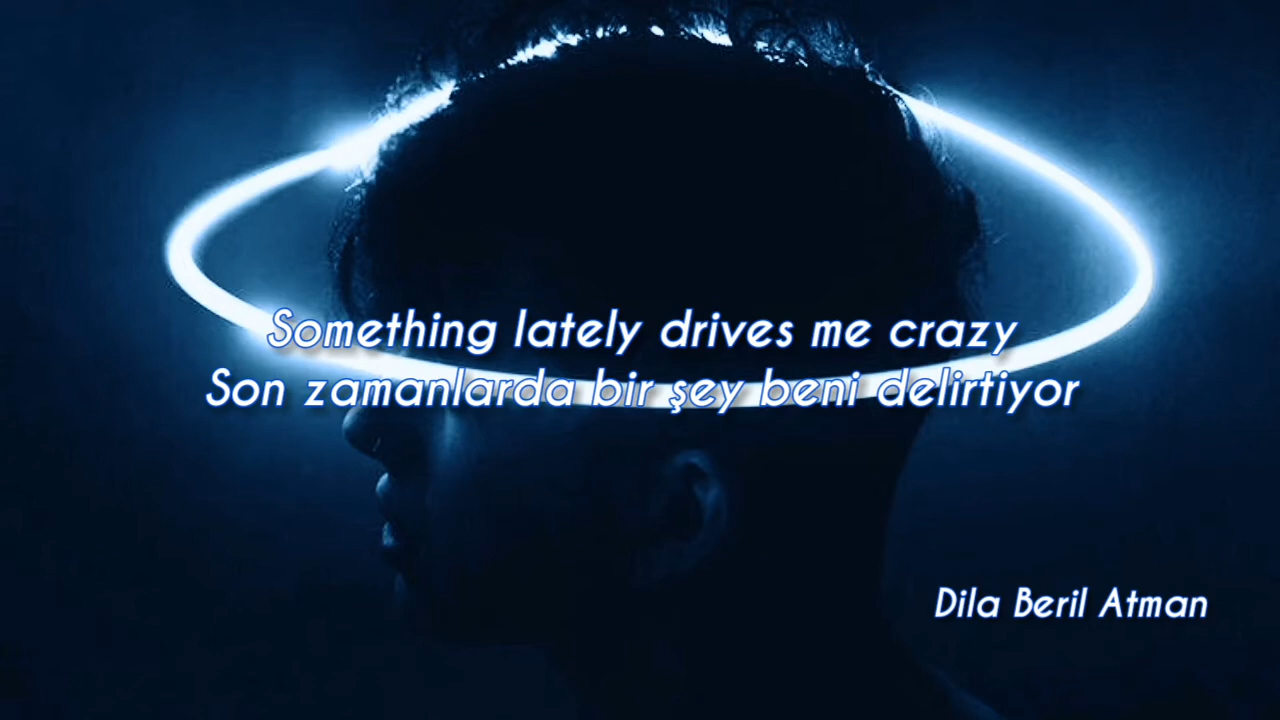 Something lately drives me crazy
Son zamanlarda bir şey beni delirtiyor
Dila Beril Atman